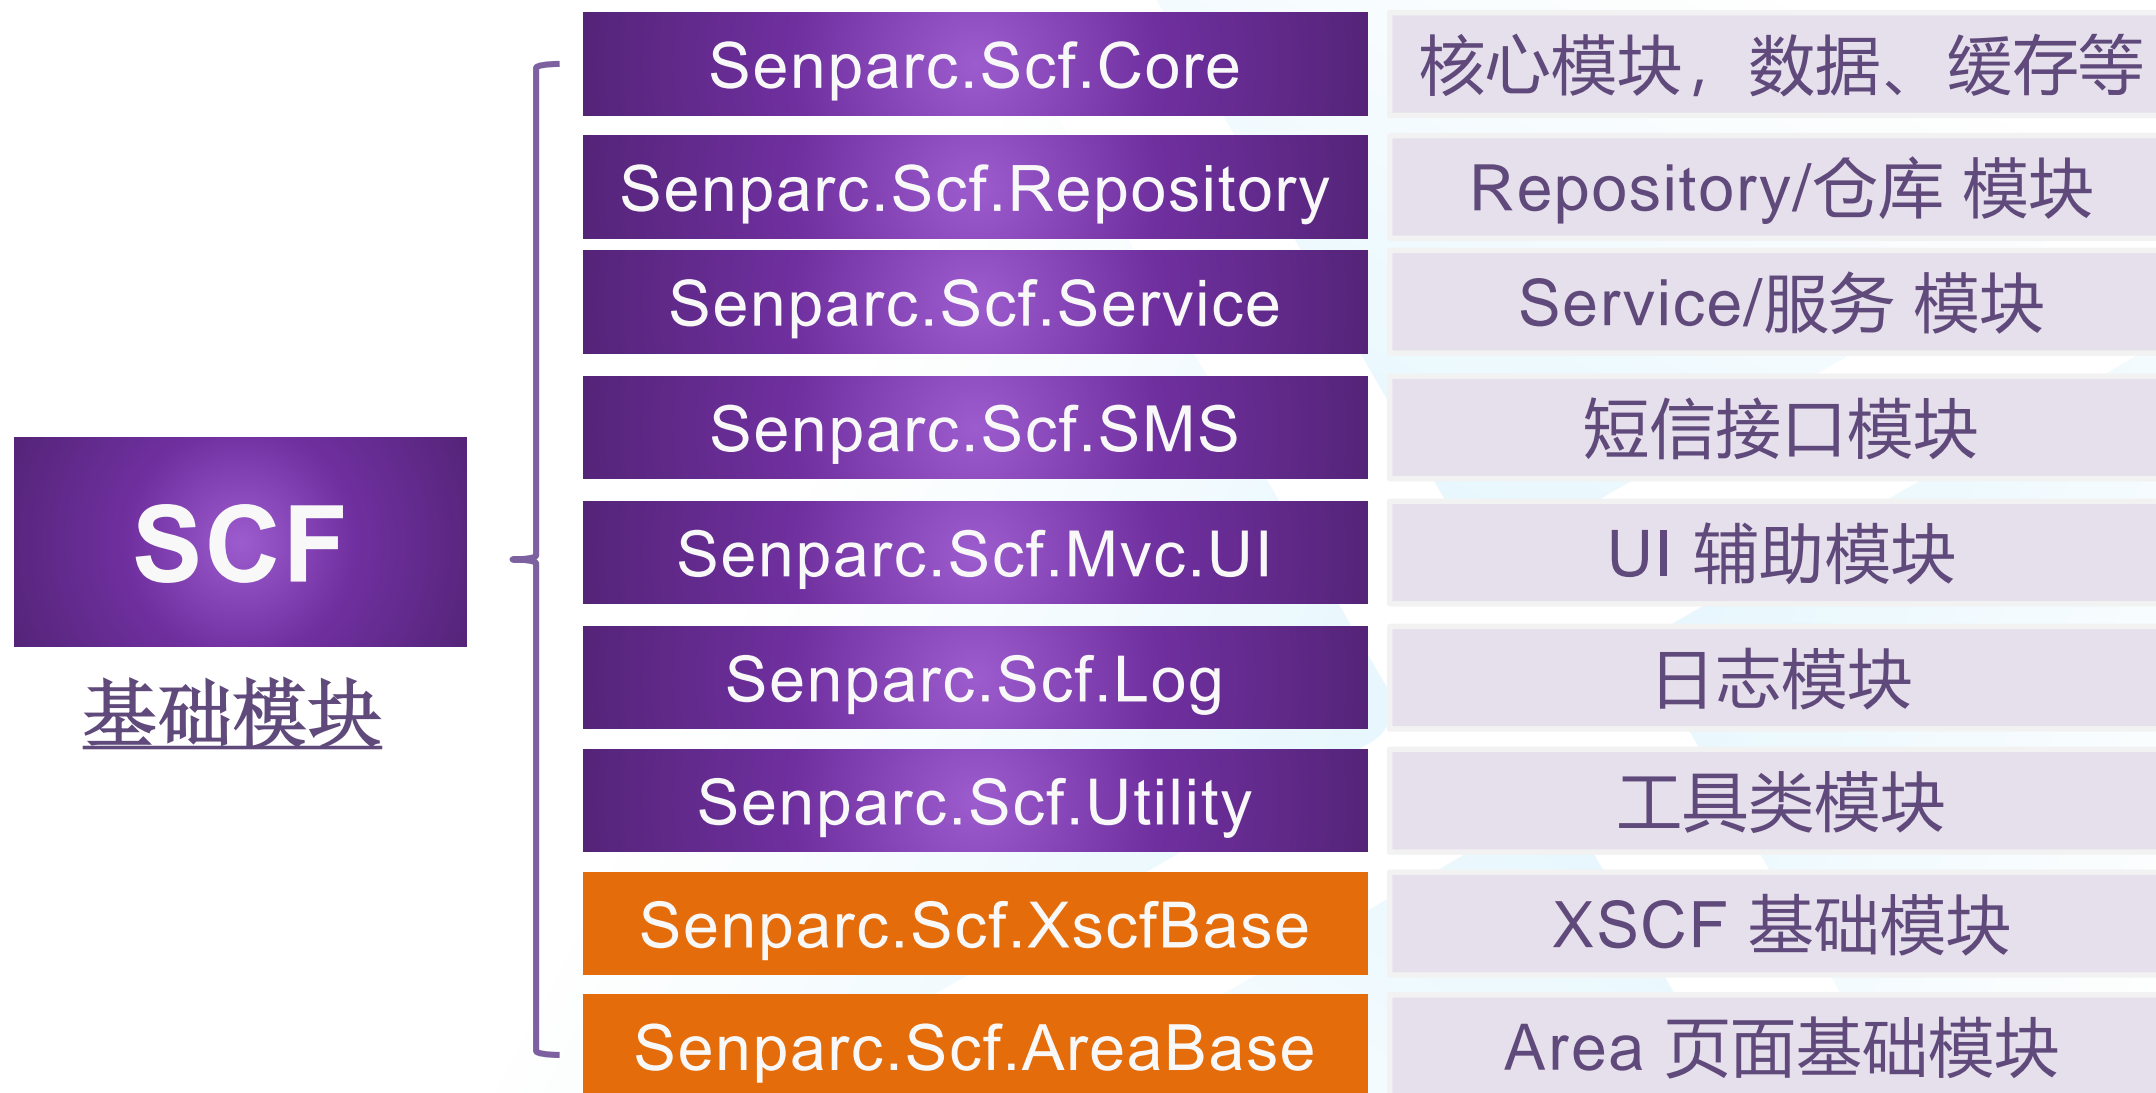 SCF
基础模块
Senparc.Scf.Core
核心模块，数据、缓存等
Senparc.Scf.Repository
Repository/仓库 模块
Senparc.Scf.Service
Service/服务 模块
Senparc.Scf.SMS
短信接口模块
Senparc.Scf.Mvc.UI
UI 辅助模块
Senparc.Scf.Log
日志模块
Senparc.Scf.Utility
工具类模块
Senparc.Scf.XscfBase
XSCF 基础模块
Senparc.Scf.AreaBase
Area 页面基础模块